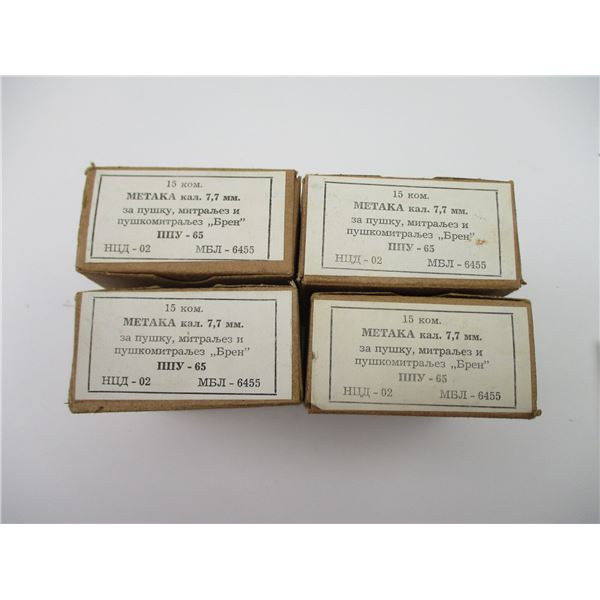 15 ком.
МЕТАКА кал. 7,7 мм.
за пушку, митраљез и
пушкомитраљез „Брен"
ППУ - 65
НЦД - 02 МБЛ - 6455
15 ком.
МЕТАКА кал. 7,7 мм.
за пушку, митраљез и
пушкомитраљез „Брен"
ППУ - 65
НЦД - 02 МБЛ - 6455
15 ком.
МЕТАКА кал. 7,7 мм.
за пушку, митраљез и
пушкомитраљез „Брен"
ППУ - 65
НЦД - 02 МБЛ - 6455
15 ком.
МЕТАКА кал. 7,7 мм.
за пушку, митраљез и
пушкомитраљез „Брен"
ППУ - 65
НЦД - 02 МБЛ - 6455